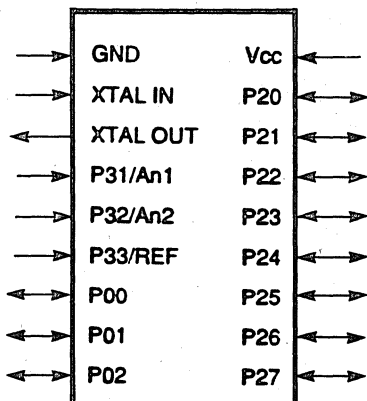 GND Vcc
XTAL IN P20
XTAL OUT P21
P31/An1 P22
P32/An2 P23
P33/REF P24
P00 P25
P01 P26
P02 P27